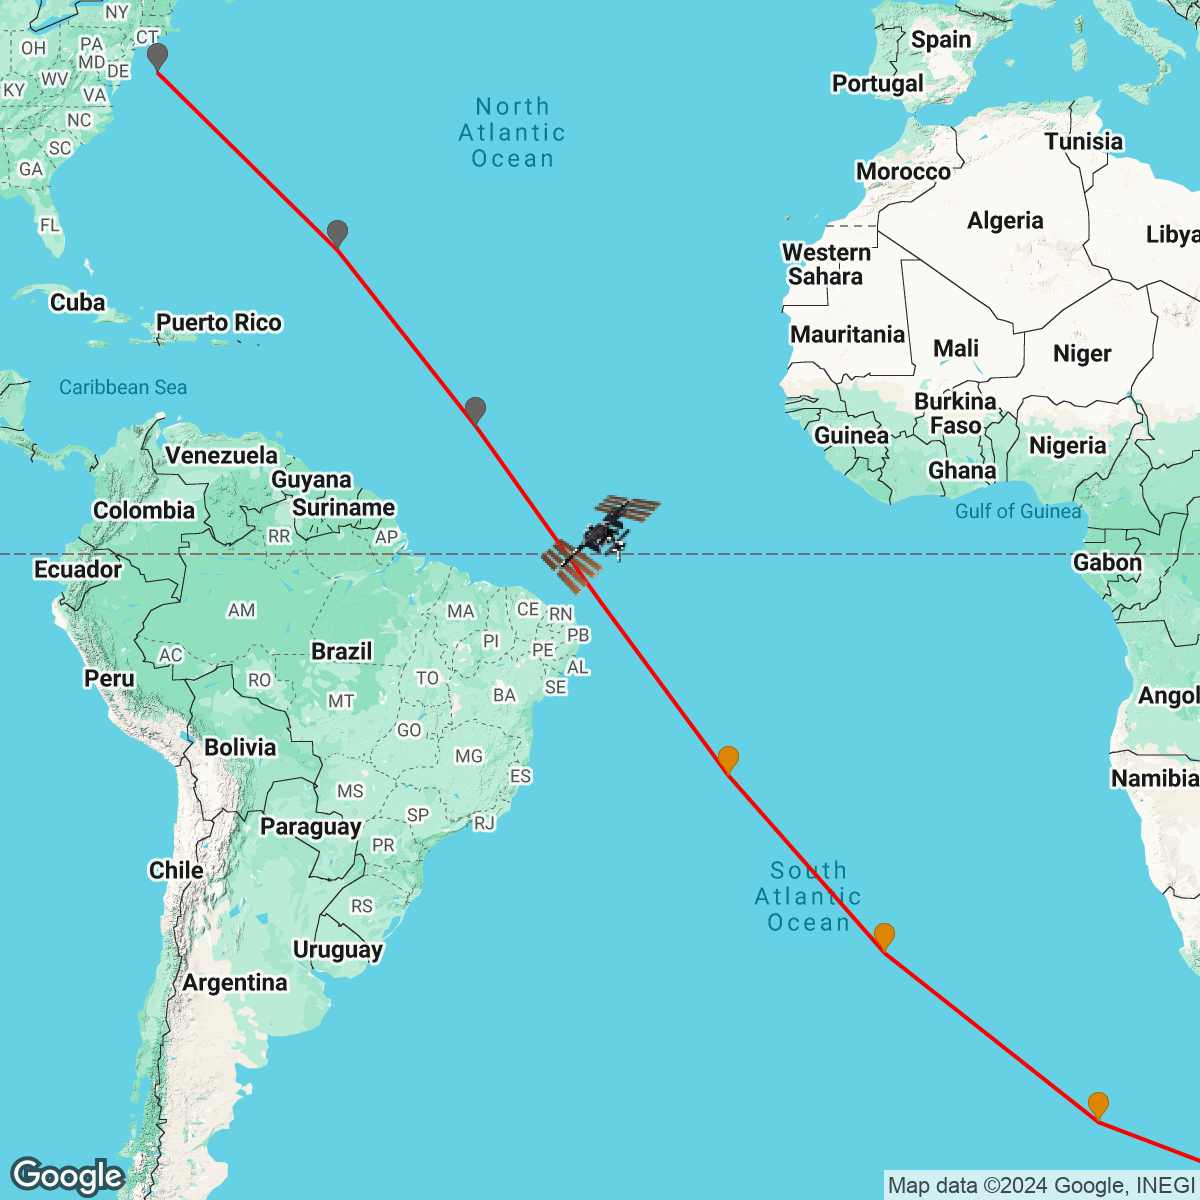 NY
CT
OH
PA
MD
DE
WV
KY
VA
NC
SC
GA
FL
North
Atlantic
Ocean
Spain
Portugal
Tunisia
Morocco
Algeria
Libya
Western
Sahara
Cuba
Puerto Rico
Mauritania
Mali
Niger
Caribbean Sea
Burkina
Faso
Guinea
Nigeria
Ghana
Venezuela
Guyana
Suriname
Colombia
Gulf of Guinea
RR
AP
Ecuador
Gabon
AM
MA
CE
RN
PB
PI
PE
AL
Brazil
AC
RO
TO
SE
Peru
MT
BA
Angol
GO
Bolivia
MG
ES
Namibia
MS
SP
RJ
Paraguay
PR
Chile
South
Atlantic
Ocean
RS
Uruguay
Argentina
Google
Map data ©2024 Google, INEGI